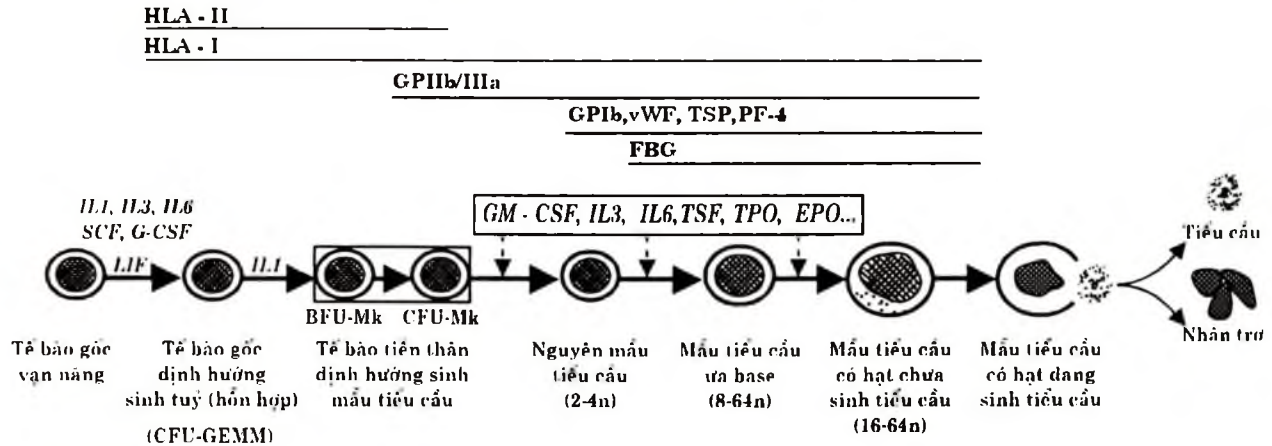 HLA - II
HLA - I
GPIIb/IIIa
GPIb,vWF, TSP,PF-4
FBG
IL1, IL3, IL6
SCF, G-CSF
GM - CSF, IL3, IL6,TSF, TPO, EPO...
LIF
IL1
Tiểu cầu
Nhân trơ
BFU-Mk CFU-Mk
Tế bào gốc
vạn năng
Tế bào gốc
định hướng
sinh tuỷ (hỗn hợp)
(CFU-GEMM)
Tế bào tiền thân
định hướng sinh
mẫu tiểu cầu
Nguyên mẫu
tiểu cầu
(2-4n)
Mẫu tiểu cầu
ưa base
(8-64n)
Mẫu tiểu cầu
có hạt chưa
sinh tiểu cầu
(16-64n)
Mẫu tiểu cầu
có hạt đang
sinh tiểu cầu